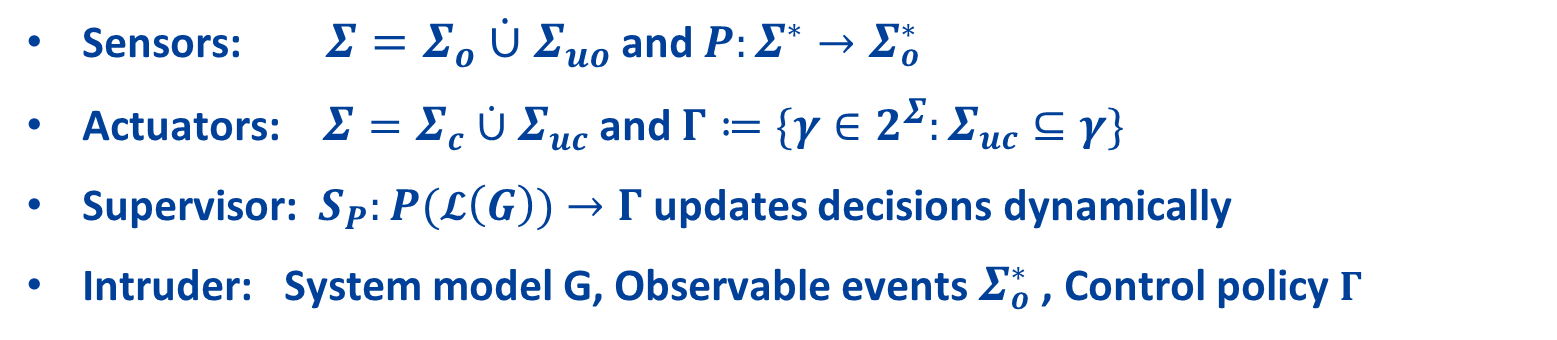 • Sensors: Σ = Σ_o ∪̇ Σ_uo and P: Σ* → Σ_o*
• Actuators: Σ = Σ_c ∪̇ Σ_uc and Γ ≔ {γ ∈ 2^Σ: Σ_uc ⊆ γ}
• Supervisor: S_P: P(ℒ(G)) → Γ updates decisions dynamically
• Intruder: System model G, Observable events Σ_o* , Control policy Γ